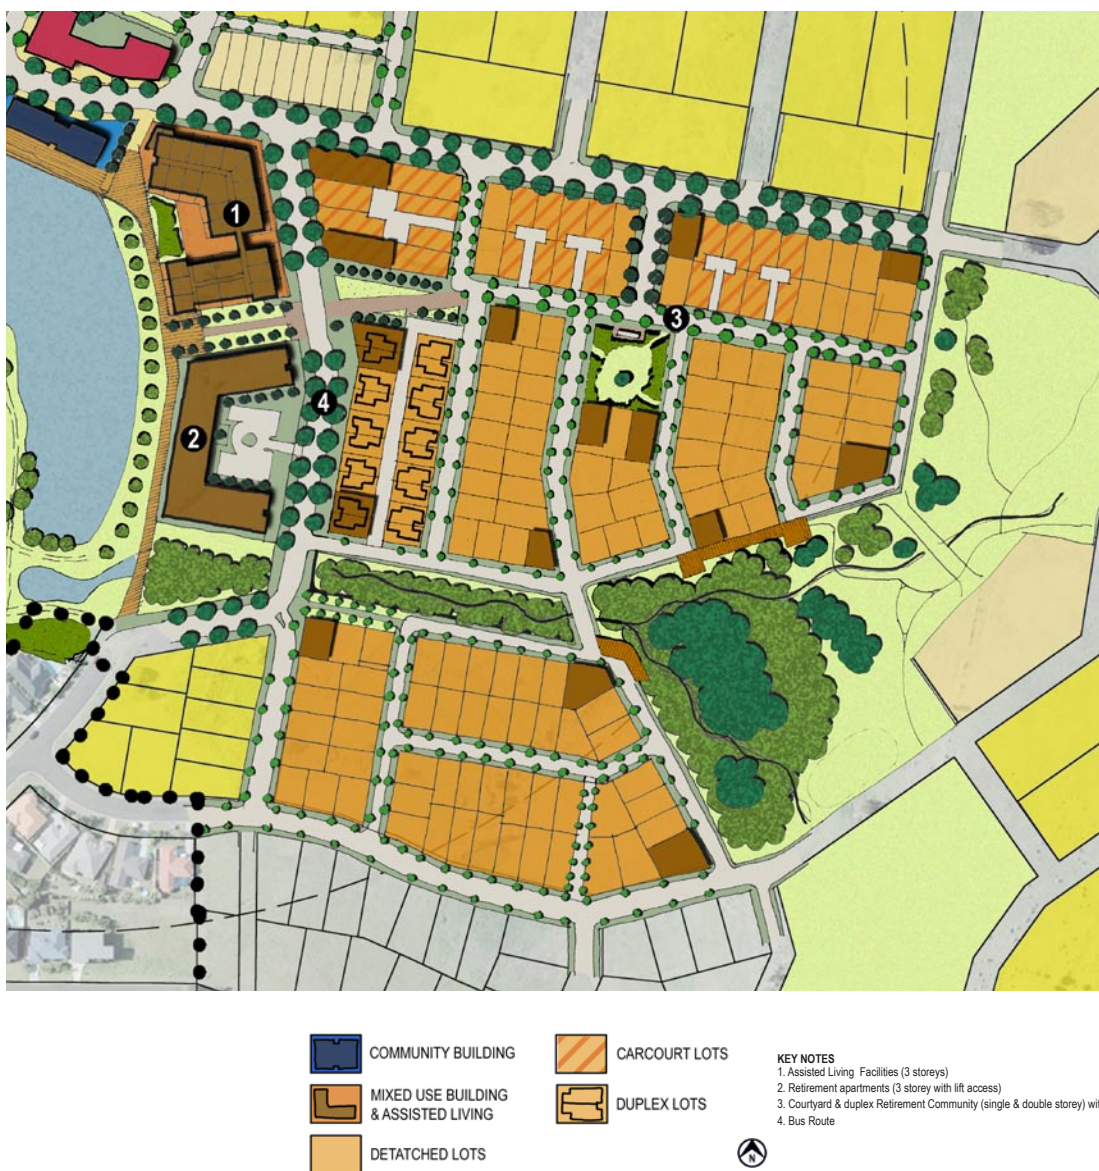 1
3
4
2
COMMUNITY BUILDING
CARCOURT LOTS
MIXED USE BUILDING
& ASSISTED LIVING
DUPLEX LOTS
DETATCHED LOTS
KEY NOTES
1. Assisted Living Facilities (3 storeys)
2. Retirement apartments (3 storey with lift access)
3. Courtyard & duplex Retirement Community (single & double storey)
4. Bus Route
N